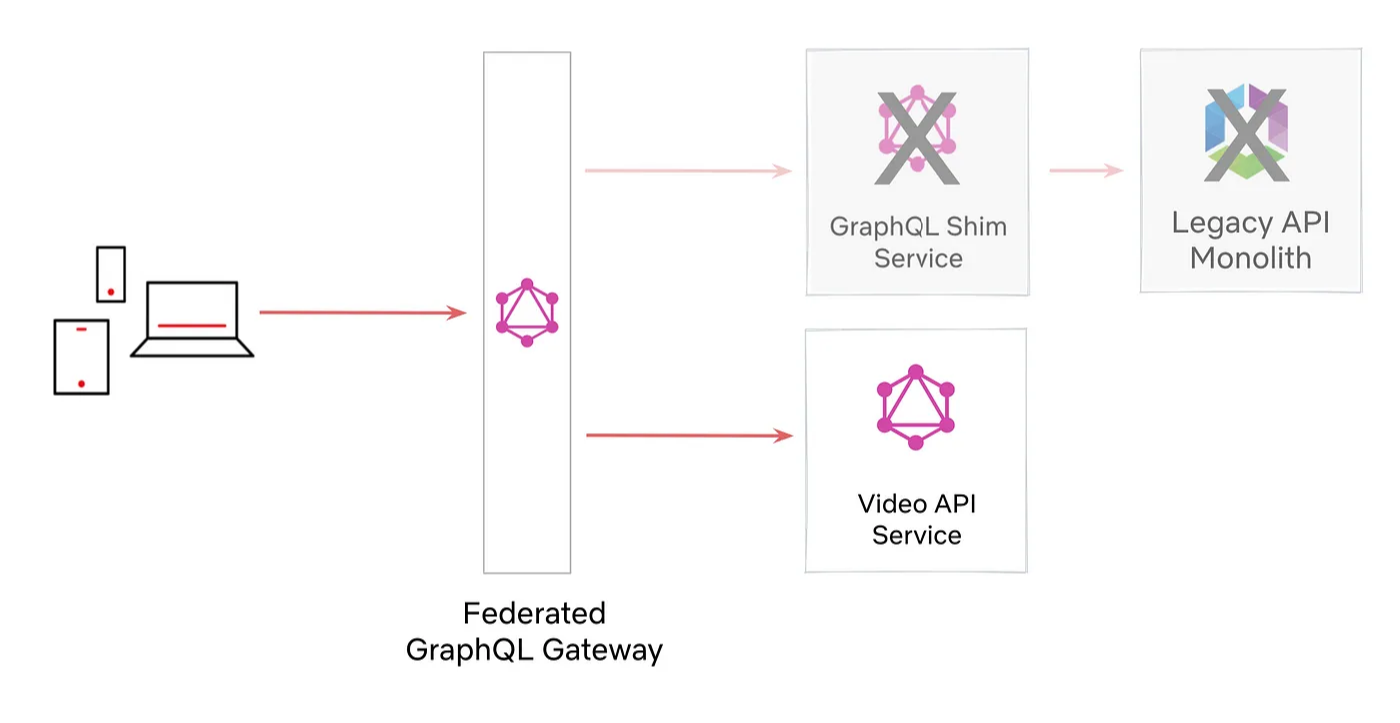 GraphQL Shim
Service
Legacy API
Monolith
Video API
Service
Federated
GraphQL Gateway